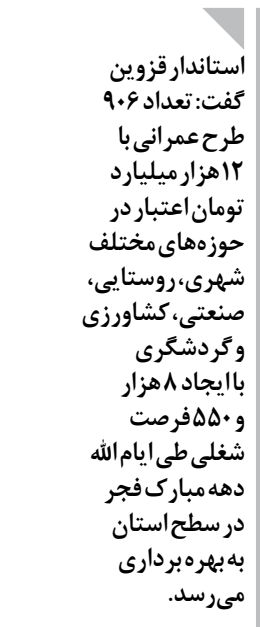 استاندار قزوین
گفت: تعداد ۹۰۶
طرح عمرانی با
۱۲هزار میلیارد
تومان اعتبار در
حوزه‌های مختلف
شهری، روستایی،
صنعتی، کشاورزی
و گردشگری
با ایجاد ۸ هزار
و ۵۵۰ فرصت
شغلی طی ایام‌الله
دهه مبارک فجر
در سطح استان
به بهره برداری
می‌رسد.